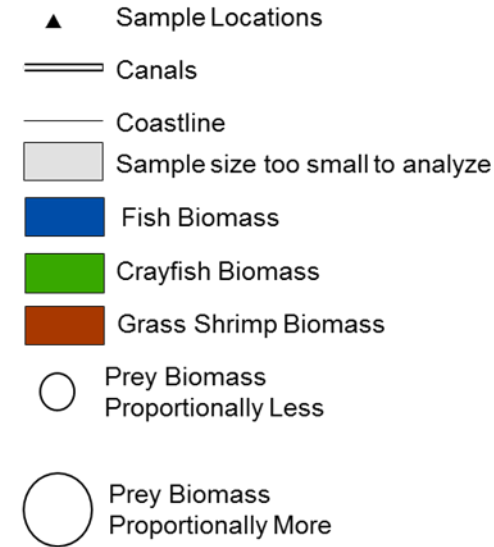 Sample Locations
Canals
Coastline
Sample size too small to analyze
Fish Biomass
Crayfish Biomass
Grass Shrimp Biomass
Prey Biomass
Proportionally Less
Prey Biomass
Proportionally More